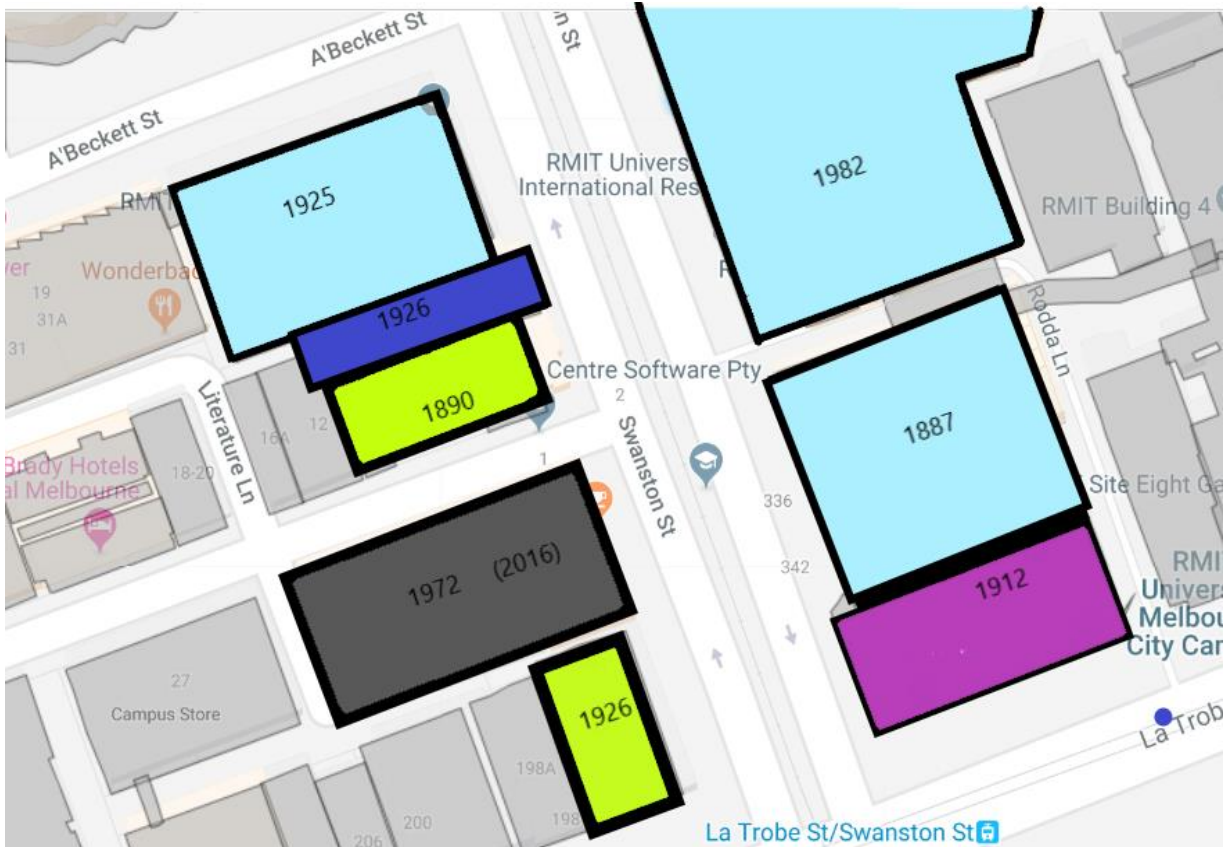 A'Beckett St
n St
A'Beckett St
1925
1982
RMIT Univers
International Res
RMI
RMIT Building 4
ver
Wonderbac
19
31A
31
1926
Rodda Ln
Centre Software Pty
2
1890
1887
Literature Ln
16A
12
Swanston St
Brady Hotels
al Melbourne
18-20
1
336
Site Eight Ga
1972 (2016)
342
1912
RMI
Univers
Melbou
City Car
27
Campus Store
1926
198A
198
200
206
La Trob
La Trobe St/Swanston St